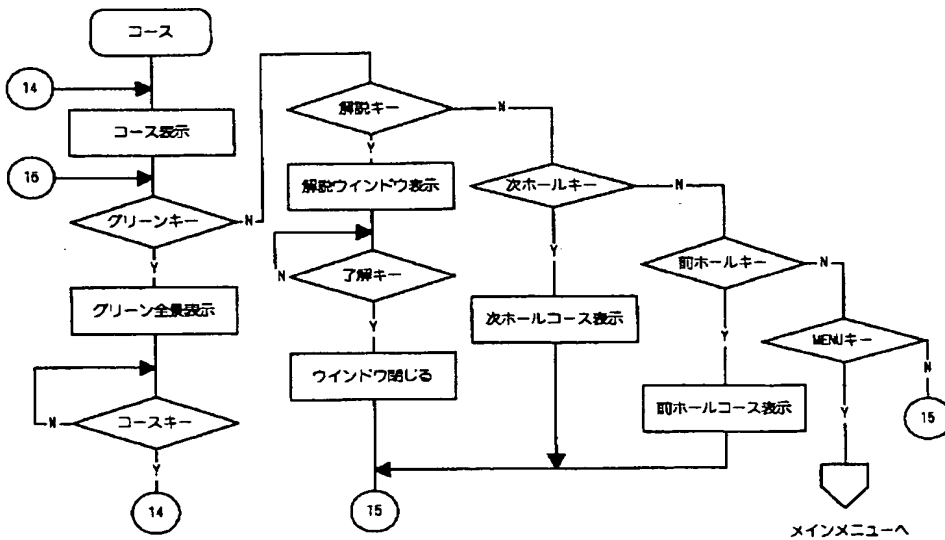 コース
14
コース表示
15
グリーンキー
N
Y
グリーン全景表示
N
コースキー
Y
14
解説キー
N
Y
解説ウインドウ表示
N
了解キー
Y
ウインドウ閉じる
15
次ホールキー
N
Y
次ホールコース表示
前ホールキー
N
Y
前ホールコース表示
MENUキー
N
Y
15
メインメニューへ